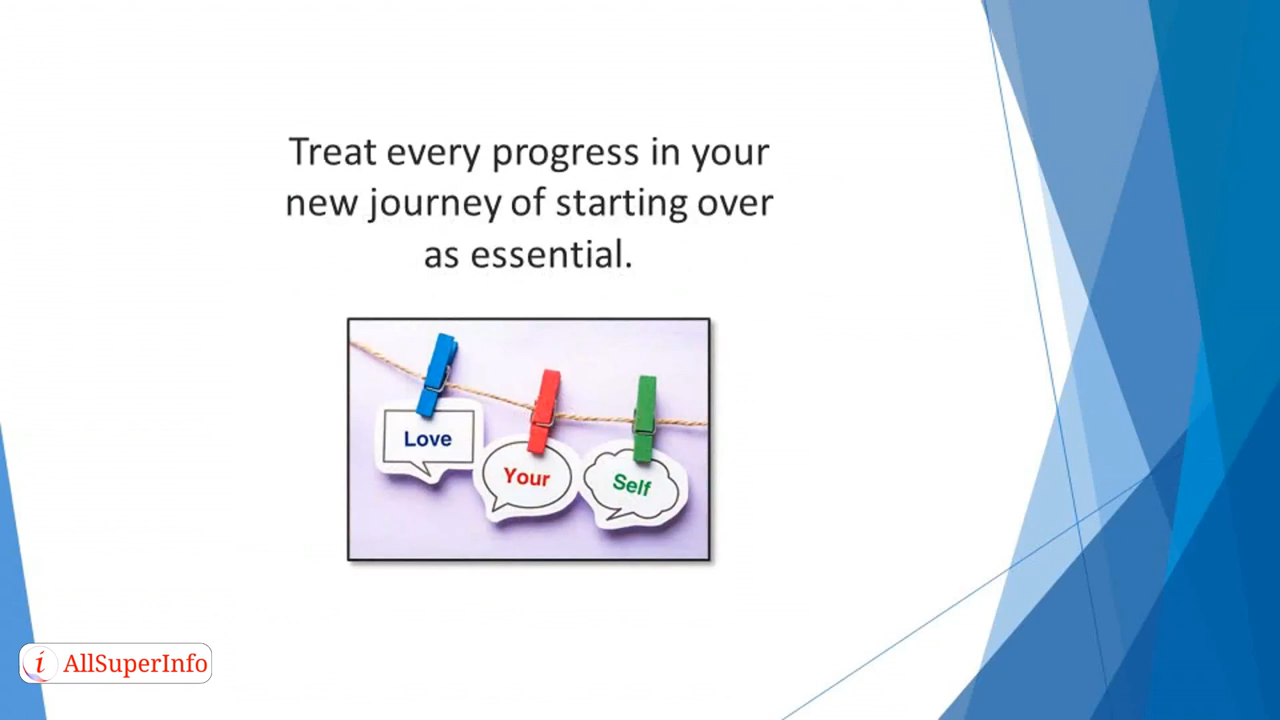 Treat every progress in your
new journey of starting over
as essential.
Love
Your
Self
i AllSuperInfo